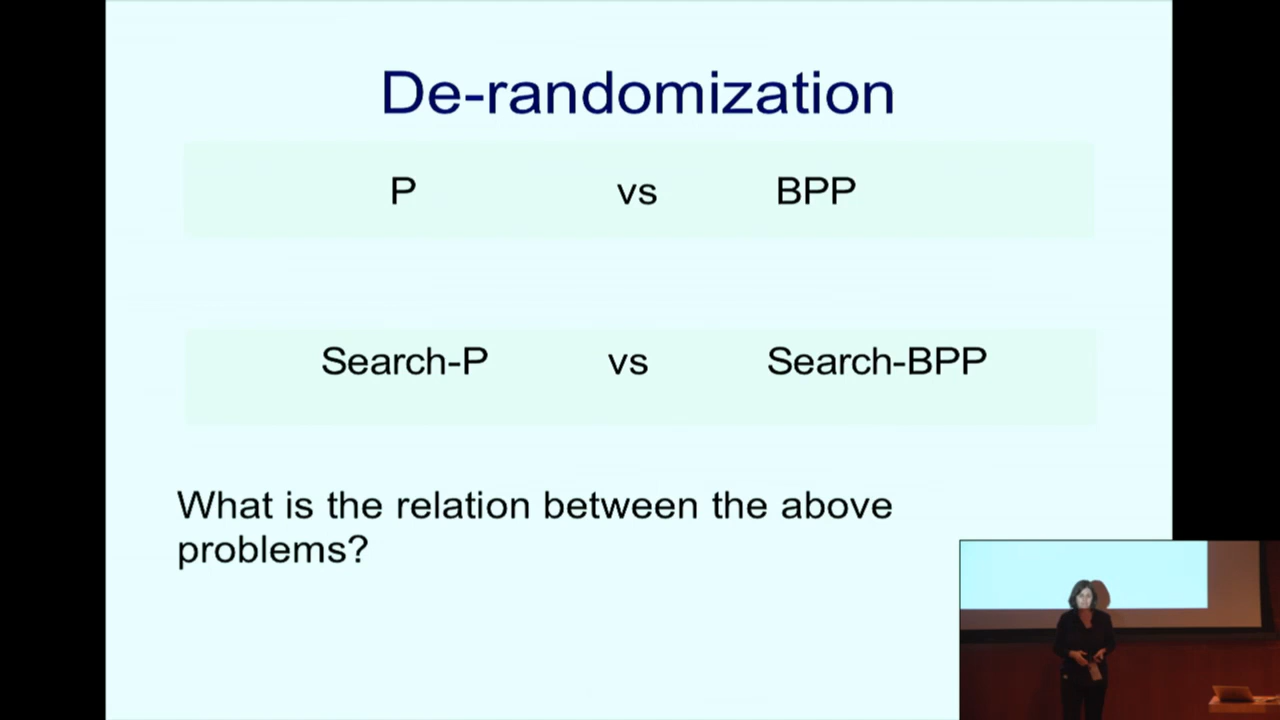 De-randomization
P vs BPP
Search-P vs Search-BPP
What is the relation between the above
problems?